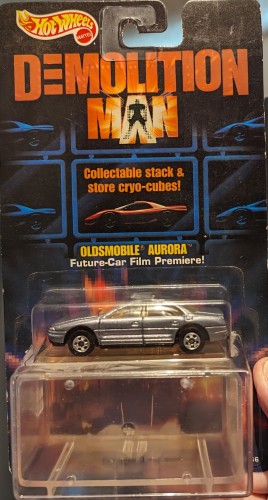 Hot Wheels
MATTEL
DEMOLITION
MAN
Collectable stack &
store cryo-cubes!
OLDSMOBILE® AURORA™
Future-Car Film Premiere!